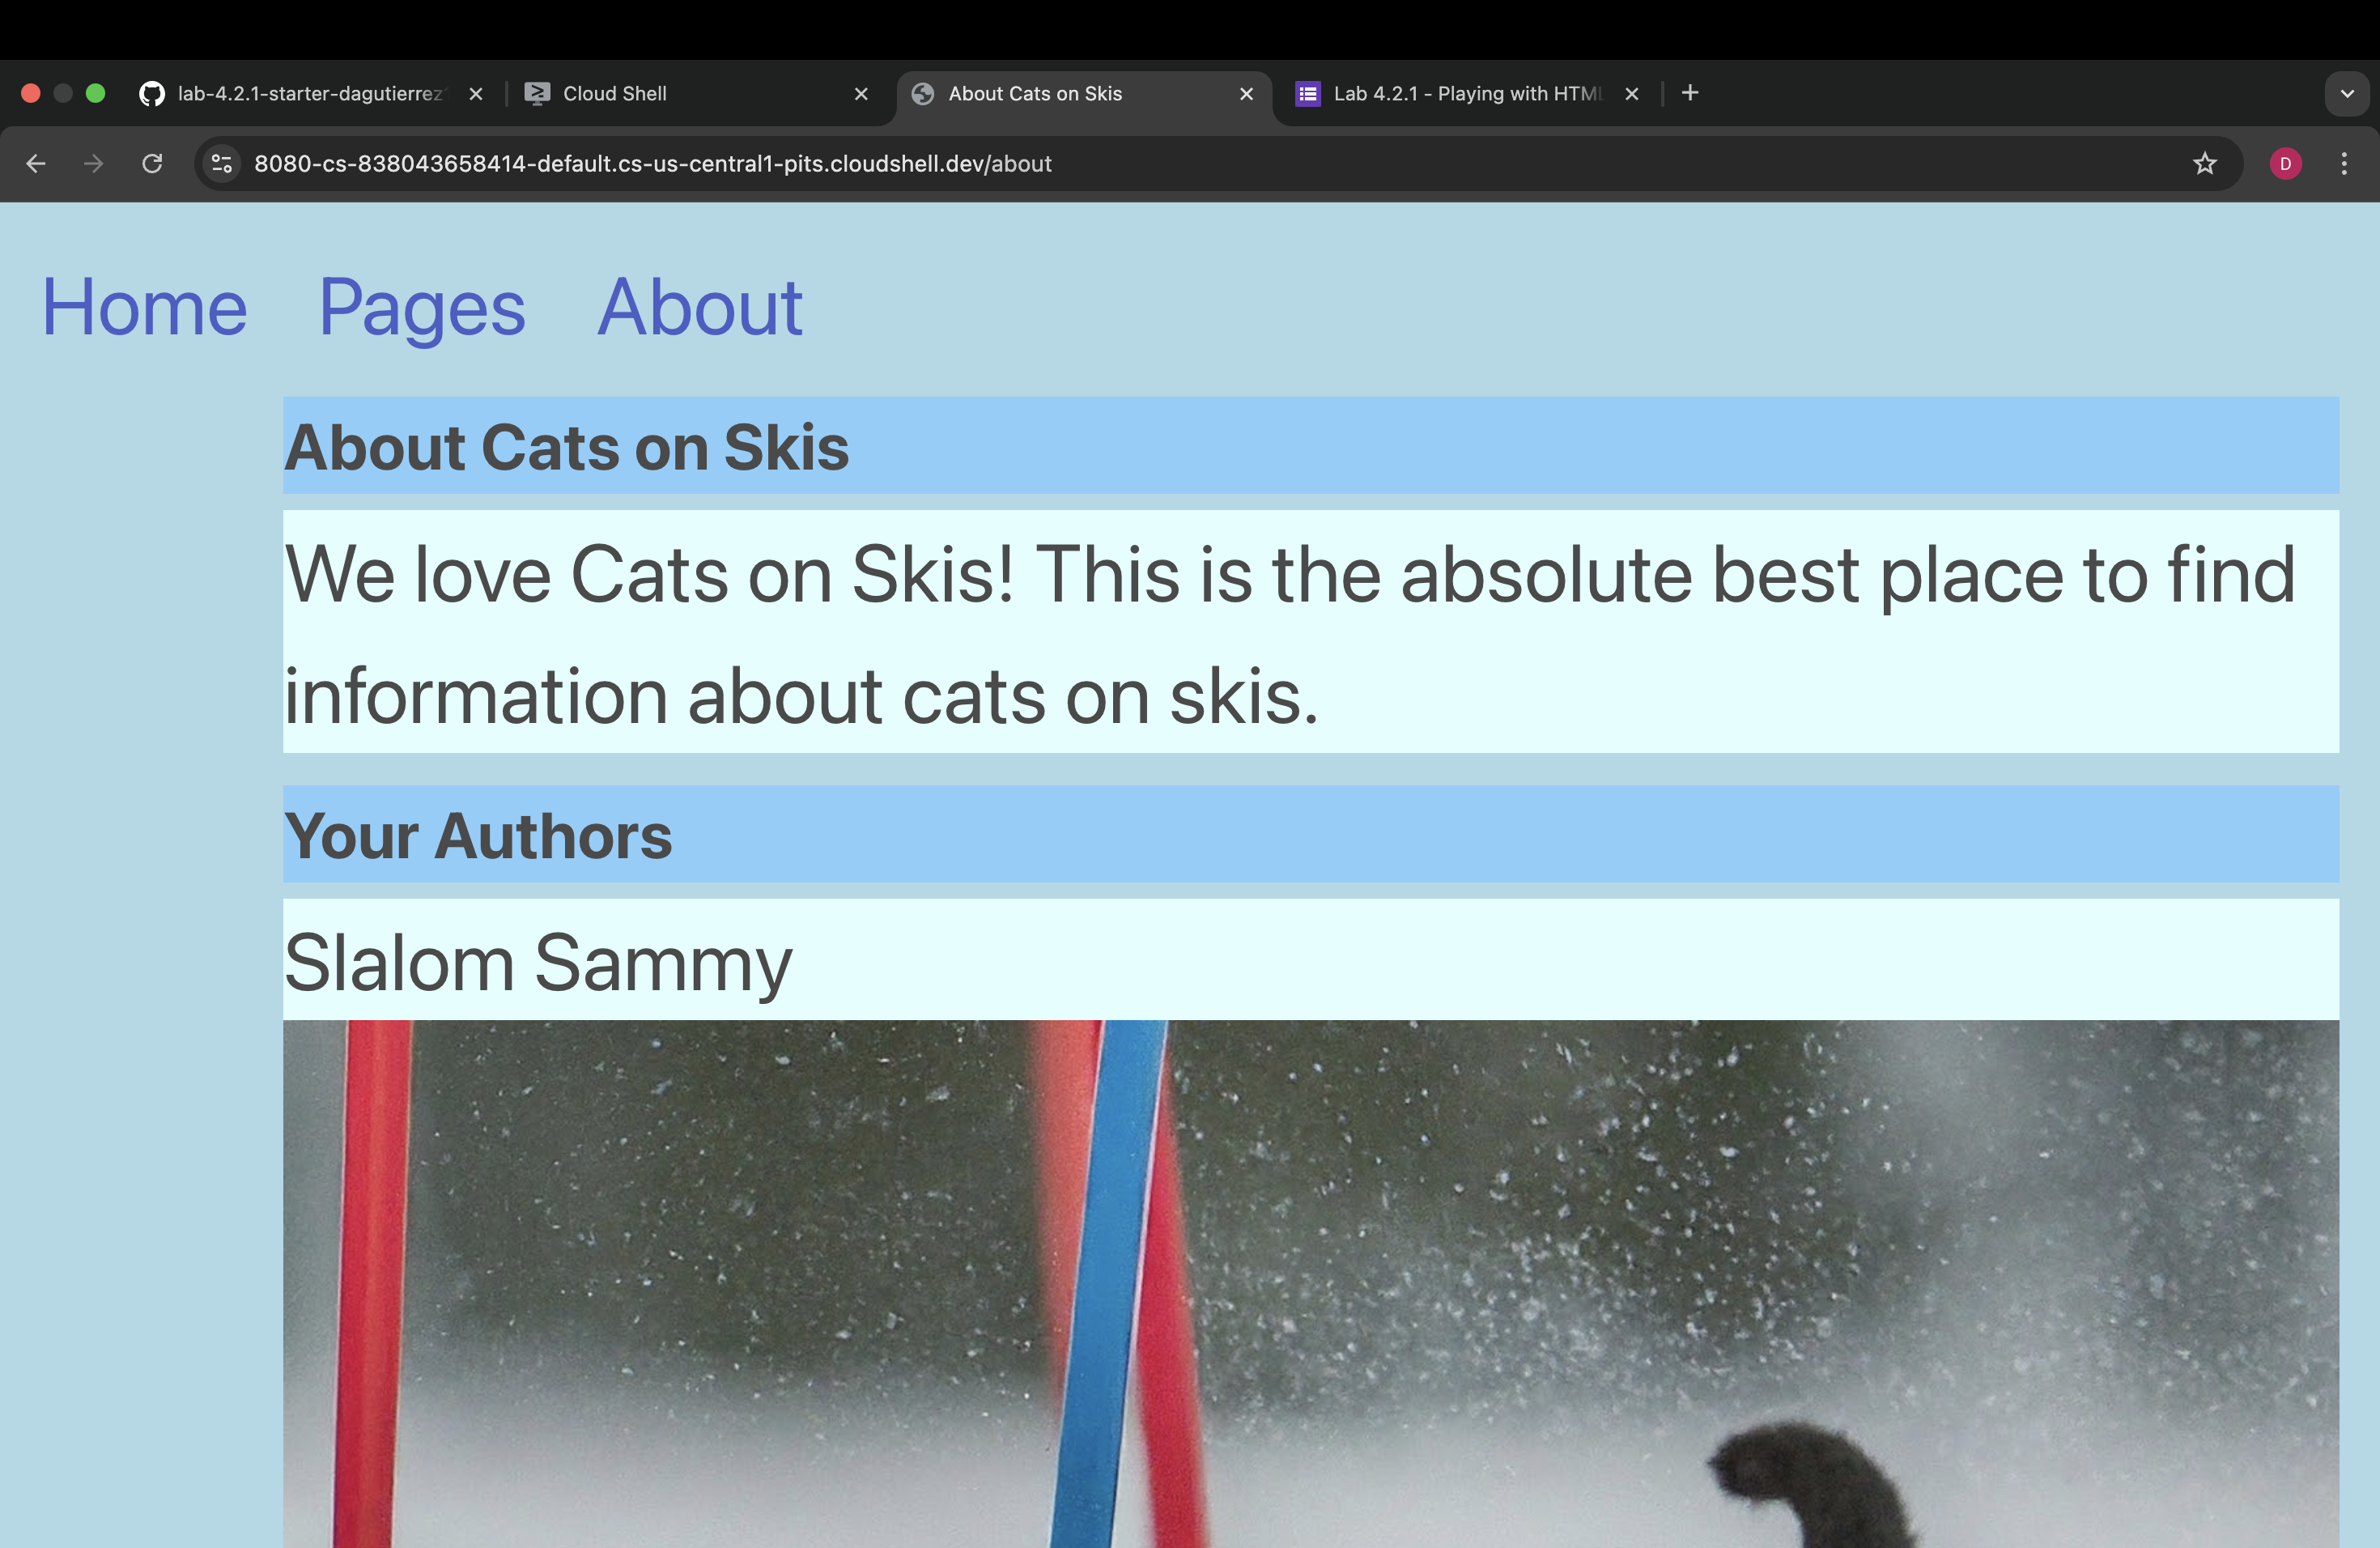 lab-4.2.1-starter-dagutierrez
Cloud Shell
About Cats on Skis
Lab 4.2.1 - Playing with HTML
8080-cs-838043658414-default.cs-us-central1-pits.cloudshell.dev/about
D
Home Pages About
About Cats on Skis
We love Cats on Skis! This is the absolute best place to find
information about cats on skis.
Your Authors
Slalom Sammy